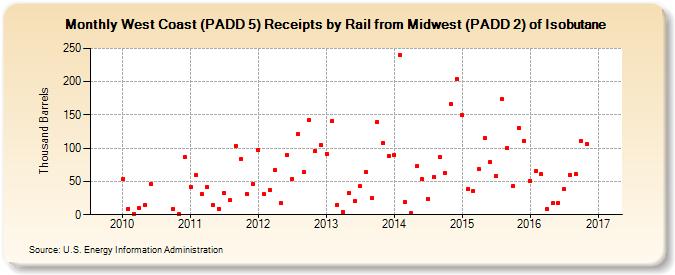 Monthly West Coast (PADD 5) Receipts by Rail from Midwest (PADD 2) of Isobutane
Thousand Barrels
250
200
150
100
50
0
2010 2011 2012 2013 2014 2015 2016 2017
Source: U.S. Energy Information Administration